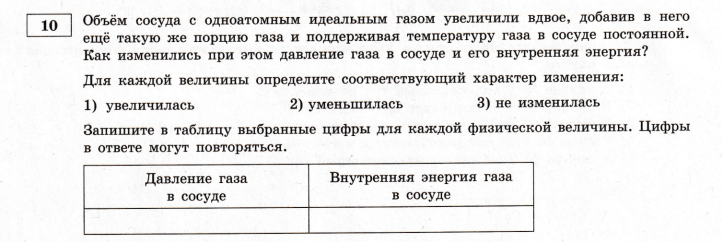 10
Объём сосуда с одноатомным идеальным газом увеличили вдвое, добавив в него
ещё такую же порцию газа и поддерживая температуру газа в сосуде постоянной.
Как изменились при этом давление газа в сосуде и его внутренняя энергия?
Для каждой величины определите соответствующий характер изменения:
1) увеличилась 2) уменьшилась 3) не изменилась
Запишите в таблицу выбранные цифры для каждой физической величины. Цифры
в ответе могут повторяться.
Давление газа Внутренняя энергия газа
в сосуде в сосуде